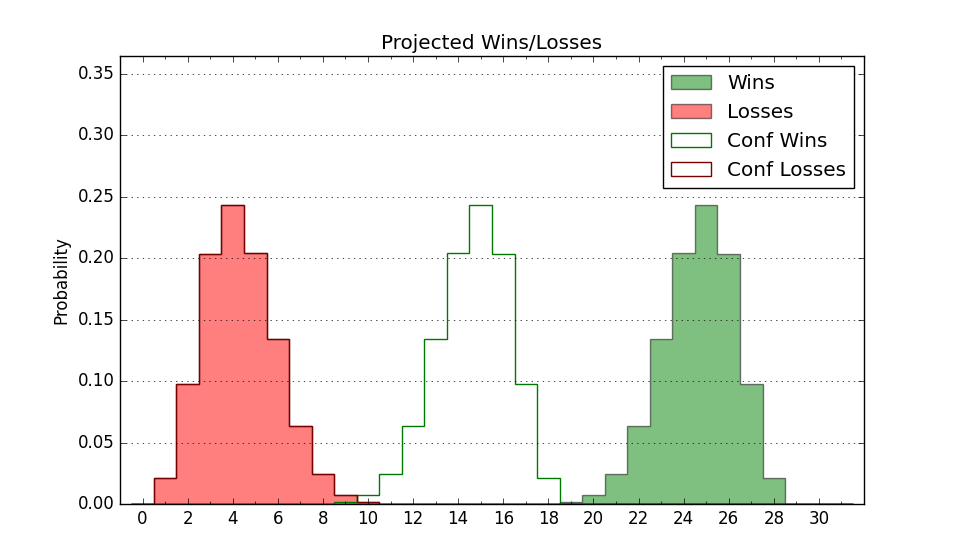 Projected Wins/Losses
Wins
Losses
Conf Wins
Conf Losses
Probability
0.35
0.30
0.25
0.20
0.15
0.10
0.05
0.00
0 2 4 6 8 10 12 14 16 18 20 22 24 26 28 30